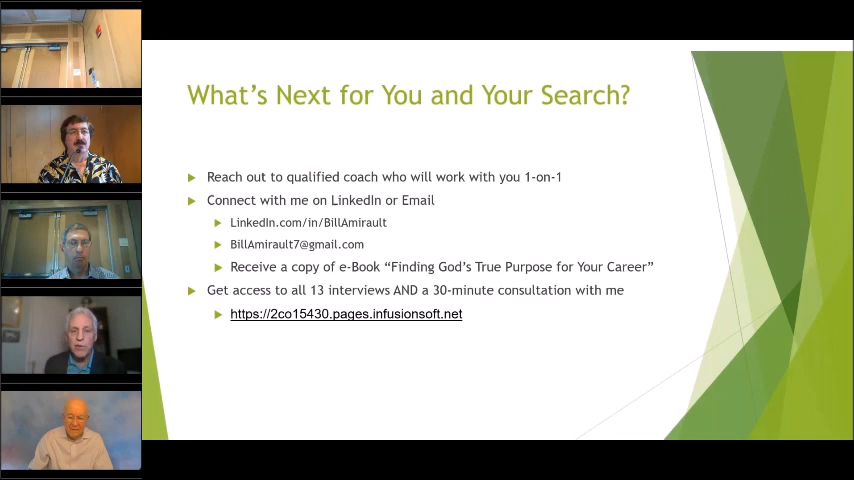 What's Next for You and Your Search?
Reach out to qualified coach who will work with you 1-on-1
Connect with me on LinkedIn or Email
LinkedIn.com/in/BillAmirault
BillAmirault7@gmail.com
Receive a copy of e-Book “Finding God's True Purpose for Your Career”
Get access to all 13 interviews AND a 30-minute consultation with me
https://2co15430.pages.infusionsoft.net